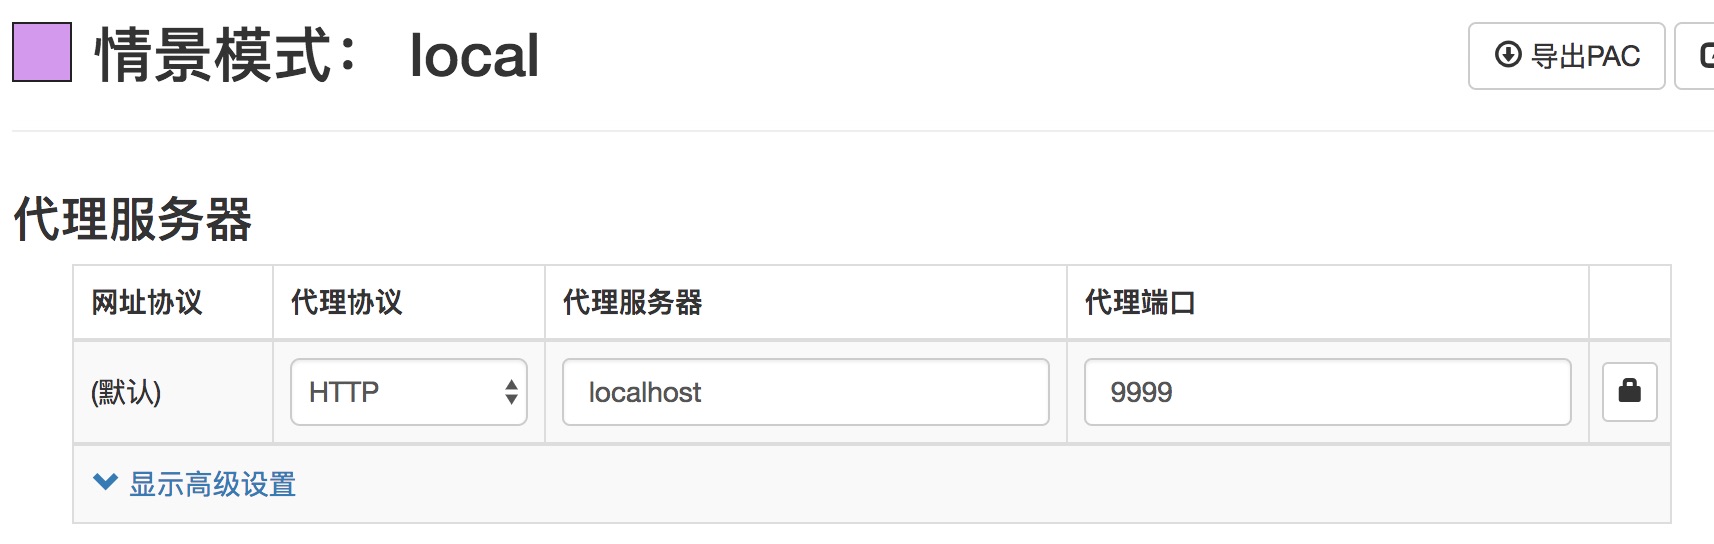 情景模式： local
导出PAC
代理服务器
网址协议 代理协议 代理服务器 代理端口
(默认) HTTP localhost 9999
显示高级设置